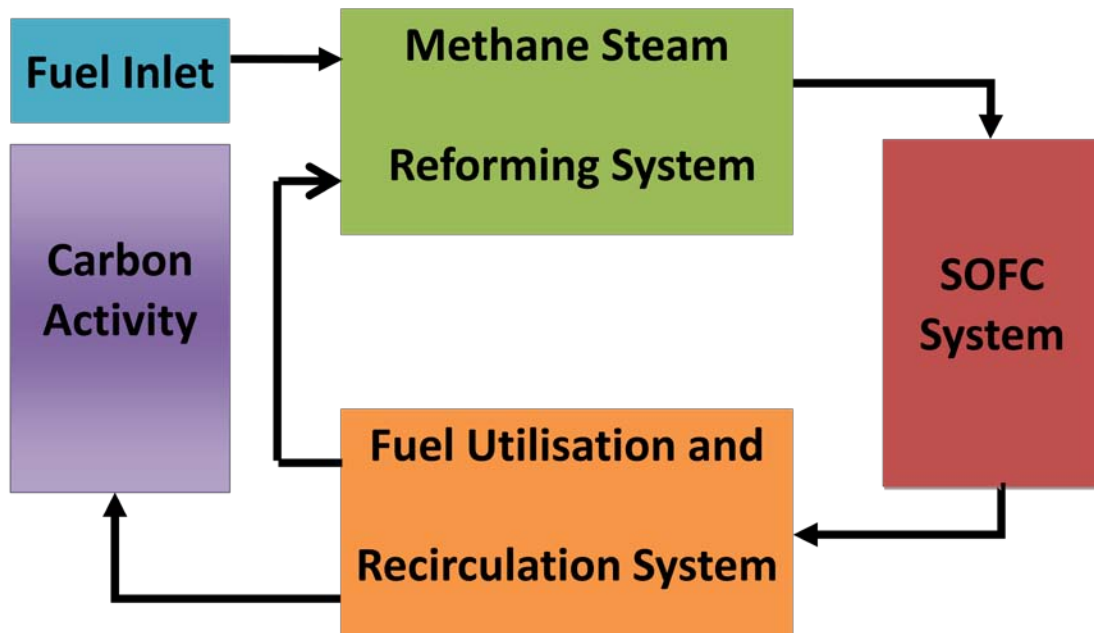 Fuel Inlet
Methane Steam
Reforming System
Carbon
Activity
SOFC
System
Fuel Utilisation and
Recirculation System